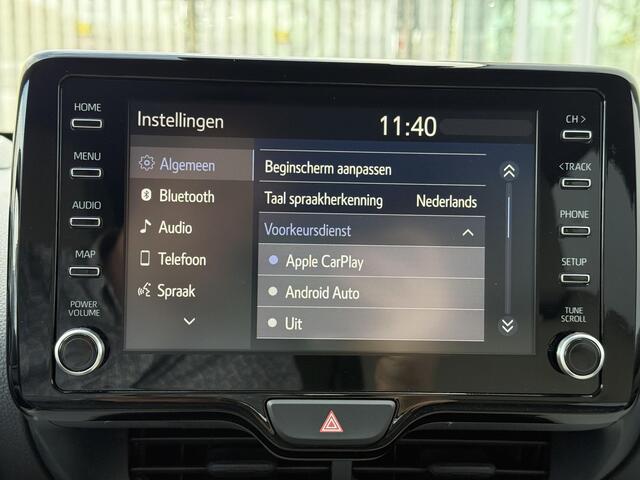 HOME
MENU
AUDIO
MAP
POWER
VOLUME
Instellingen
11:40
Algemeen
Bluetooth
Audio
Telefoon
Spraak
Beginscherm aanpassen
Taal spraakherkenning Nederlands
Voorkeursdienst
Apple CarPlay
Android Auto
Uit
CH >
< TRACK
PHONE
SETUP
TUNE
SCROLL